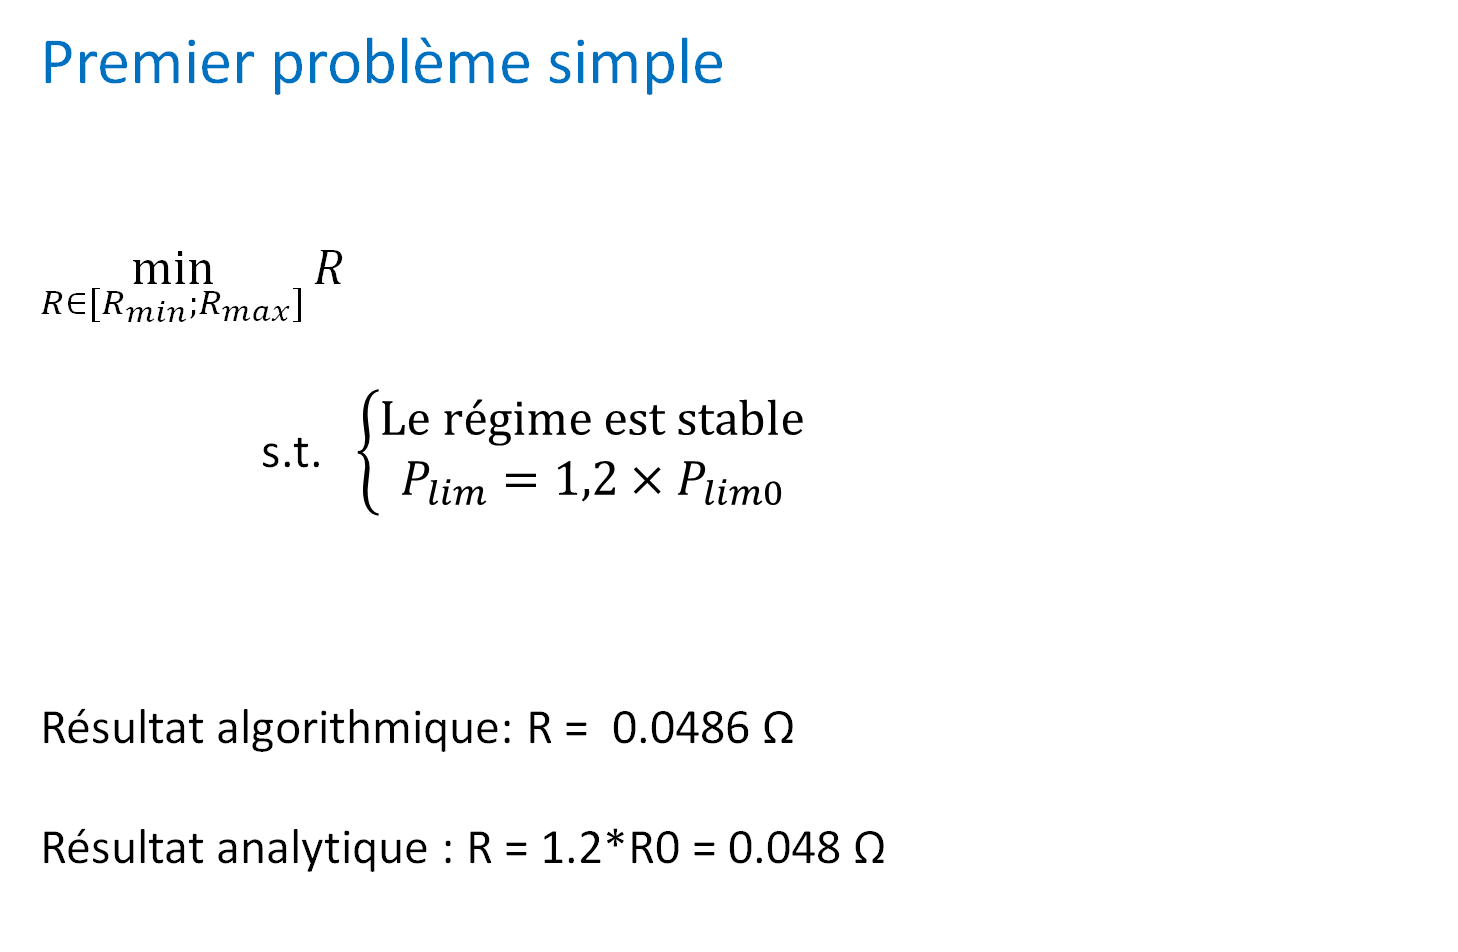 Premier problème simple
min R
R∈[Rmin;Rmax]
s.t. {Le régime est stable
Plim = 1,2 × Plim0
Résultat algorithmique: R = 0.0486 Ω
Résultat analytique : R = 1.2*R0 = 0.048 Ω